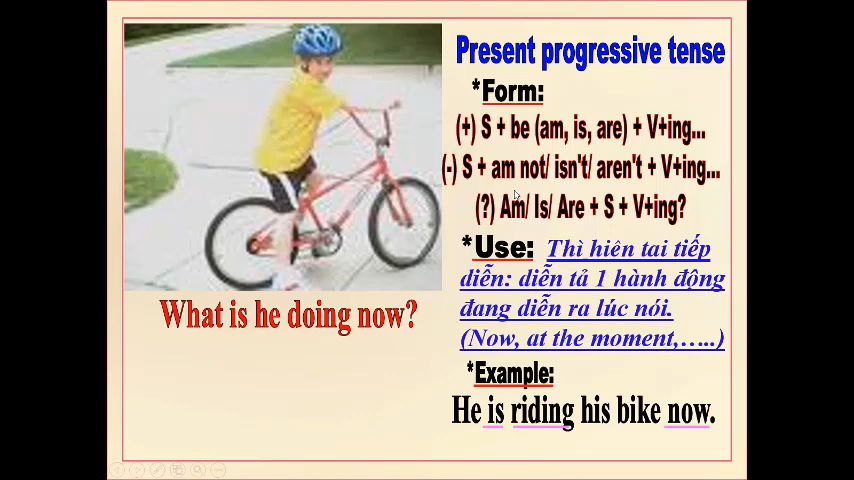 Present progressive tense
*Form:
(+) S + be (am, is, are) + V+ing...
(-) S + am not/ isn't/ aren't + V+ing...
(?) Am/ Is/ Are + S + V+ing?
*Use: Thì hiên tai tiếp
diễn: diễn tả 1 hành động
đang diễn ra lúc nói.
(Now, at the moment,…..)
*Example:
He is riding his bike now.
What is he doing now?